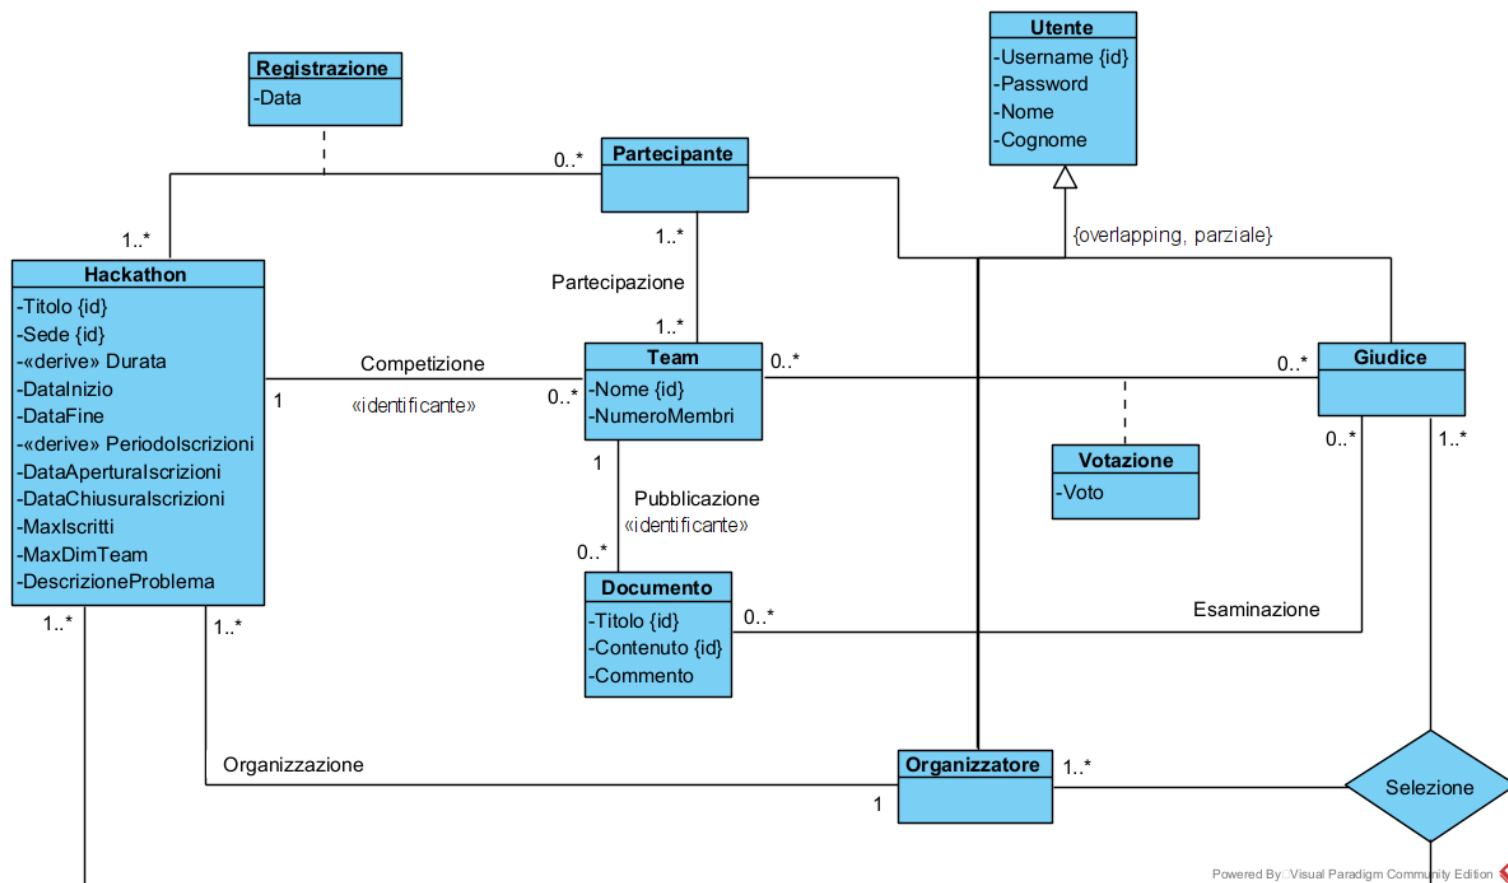 Utente
-Username {id}
-Password
-Nome
-Cognome
Registrazione
-Data
0..*
Partecipante
1..*
1..*
{overlapping, parziale}
Partecipazione
1..*
Hackathon
-Titolo {id}
-Sede {id}
-«derive» Durata
-DataInizio
-DataFine
-«derive» PeriodoIscrizioni
-DataAperturaIscrizioni
-DataChiusuraIscrizioni
-MaxIscritti
-MaxDimTeam
-DescrizioneProblema
Competizione
1
«identificante»
0..*
Team
-Nome {id}
-NumeroMembri
0..*
0..*
Giudice
0..*
1..*
Votazione
-Voto
1
Pubblicazione
«identificante»
0..*
Documento
-Titolo {id}
-Contenuto {id}
-Commento
0..*
Esaminazione
1..*
1..*
Organizzazione
1
Organizzatore
1..*
Selezione
Powered By Visual Paradigm Community Edition